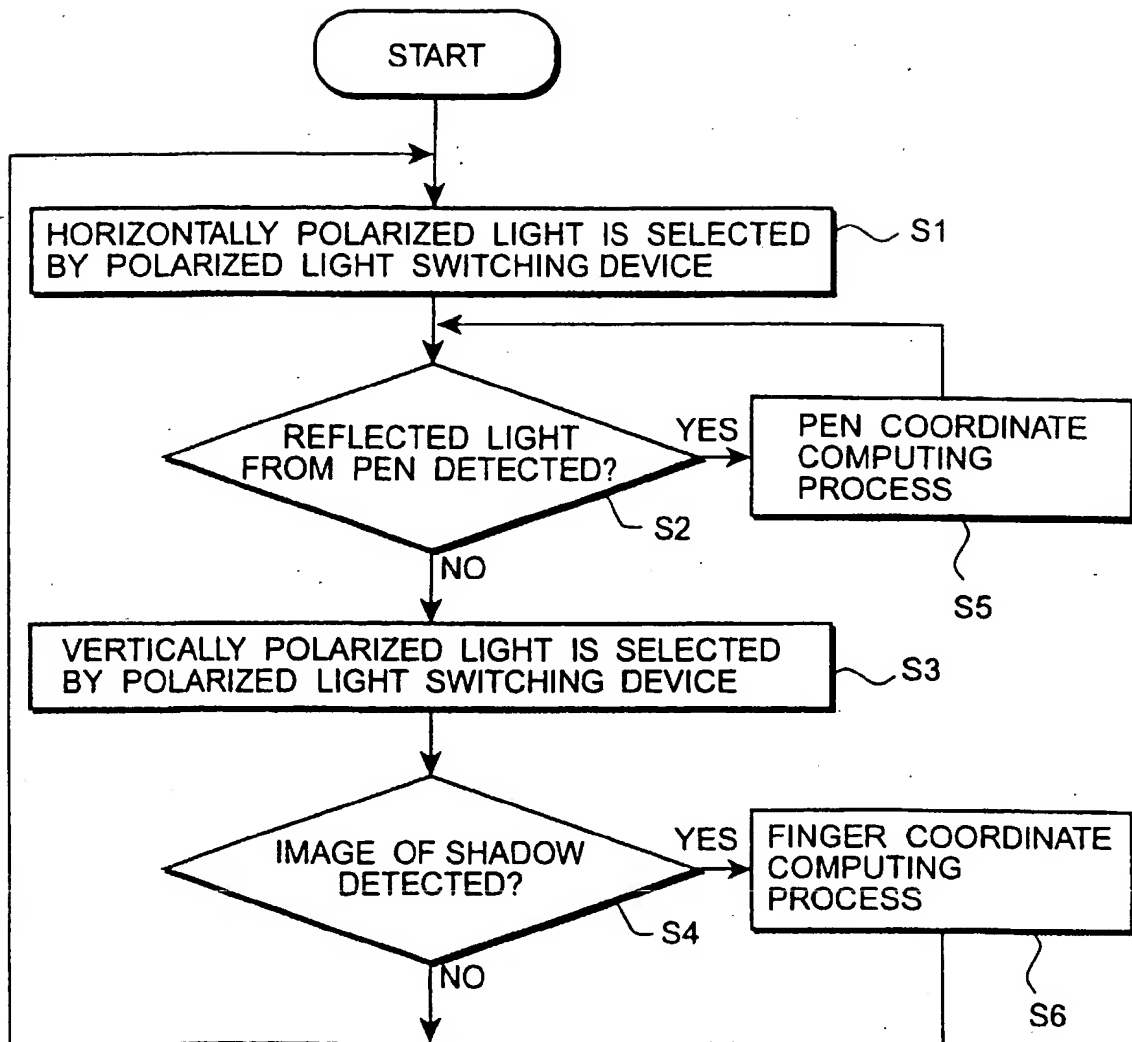 START
HORIZONTALLY POLARIZED LIGHT IS SELECTED
BY POLARIZED LIGHT SWITCHING DEVICE
S1
REFLECTED LIGHT
FROM PEN DETECTED?
YES
S2
NO
PEN COORDINATE
COMPUTING
PROCESS
S5
VERTICALLY POLARIZED LIGHT IS SELECTED
BY POLARIZED LIGHT SWITCHING DEVICE
S3
IMAGE OF SHADOW
DETECTED?
YES
S4
NO
FINGER COORDINATE
COMPUTING
PROCESS
S6